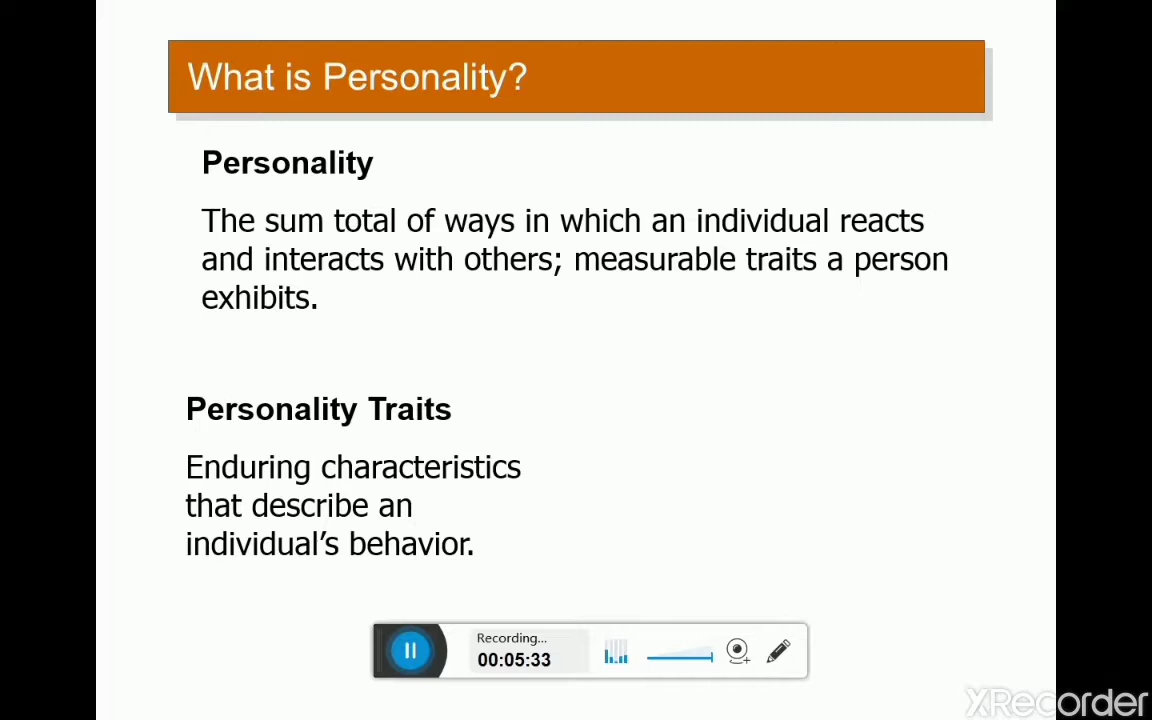 What is Personality?
Personality
The sum total of ways in which an individual reacts
and interacts with others; measurable traits a person
exhibits.
Personality Traits
Enduring characteristics
that describe an
individual’s behavior.
Recording...
00:05:33
XRecorder